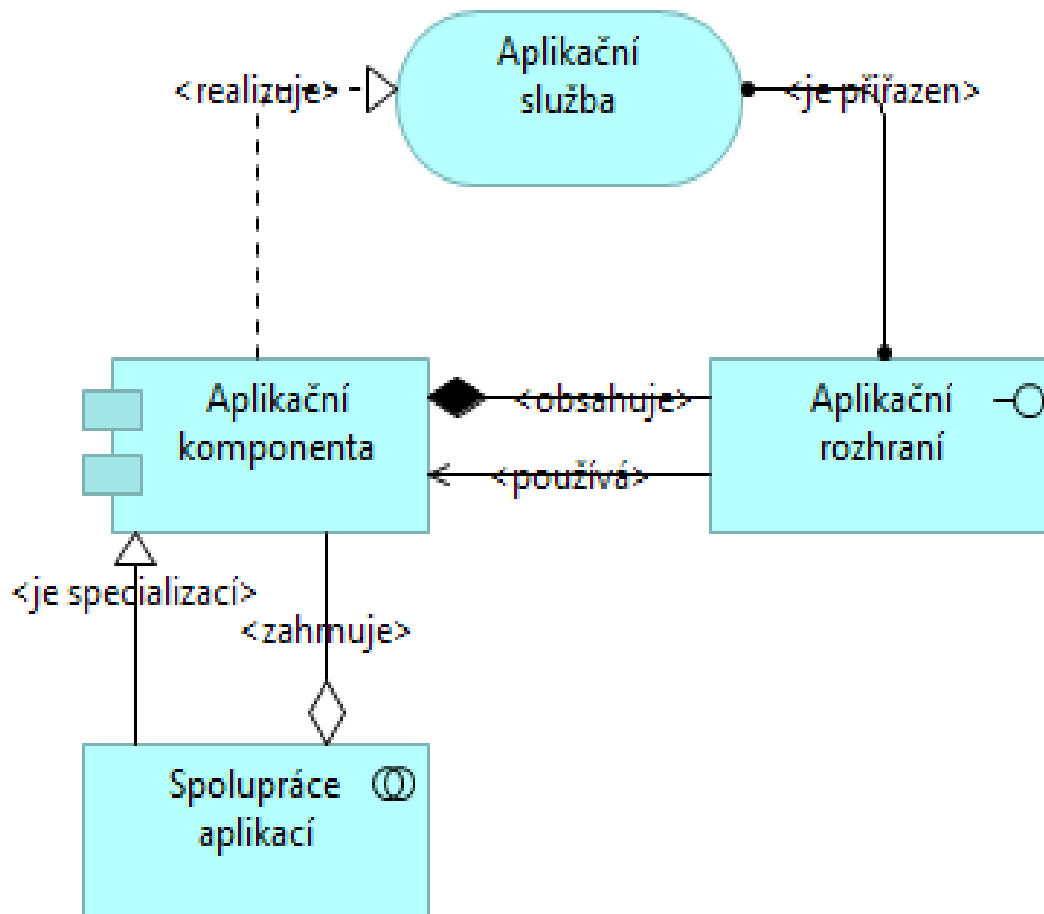 Aplikační
služba
<realizuje>
<je přiřazen>
Aplikační
komponenta
<obsahuje>
<používá>
Aplikační
rozhraní
<je specializací>
<zahrnuje>
Spolupráce
aplikací